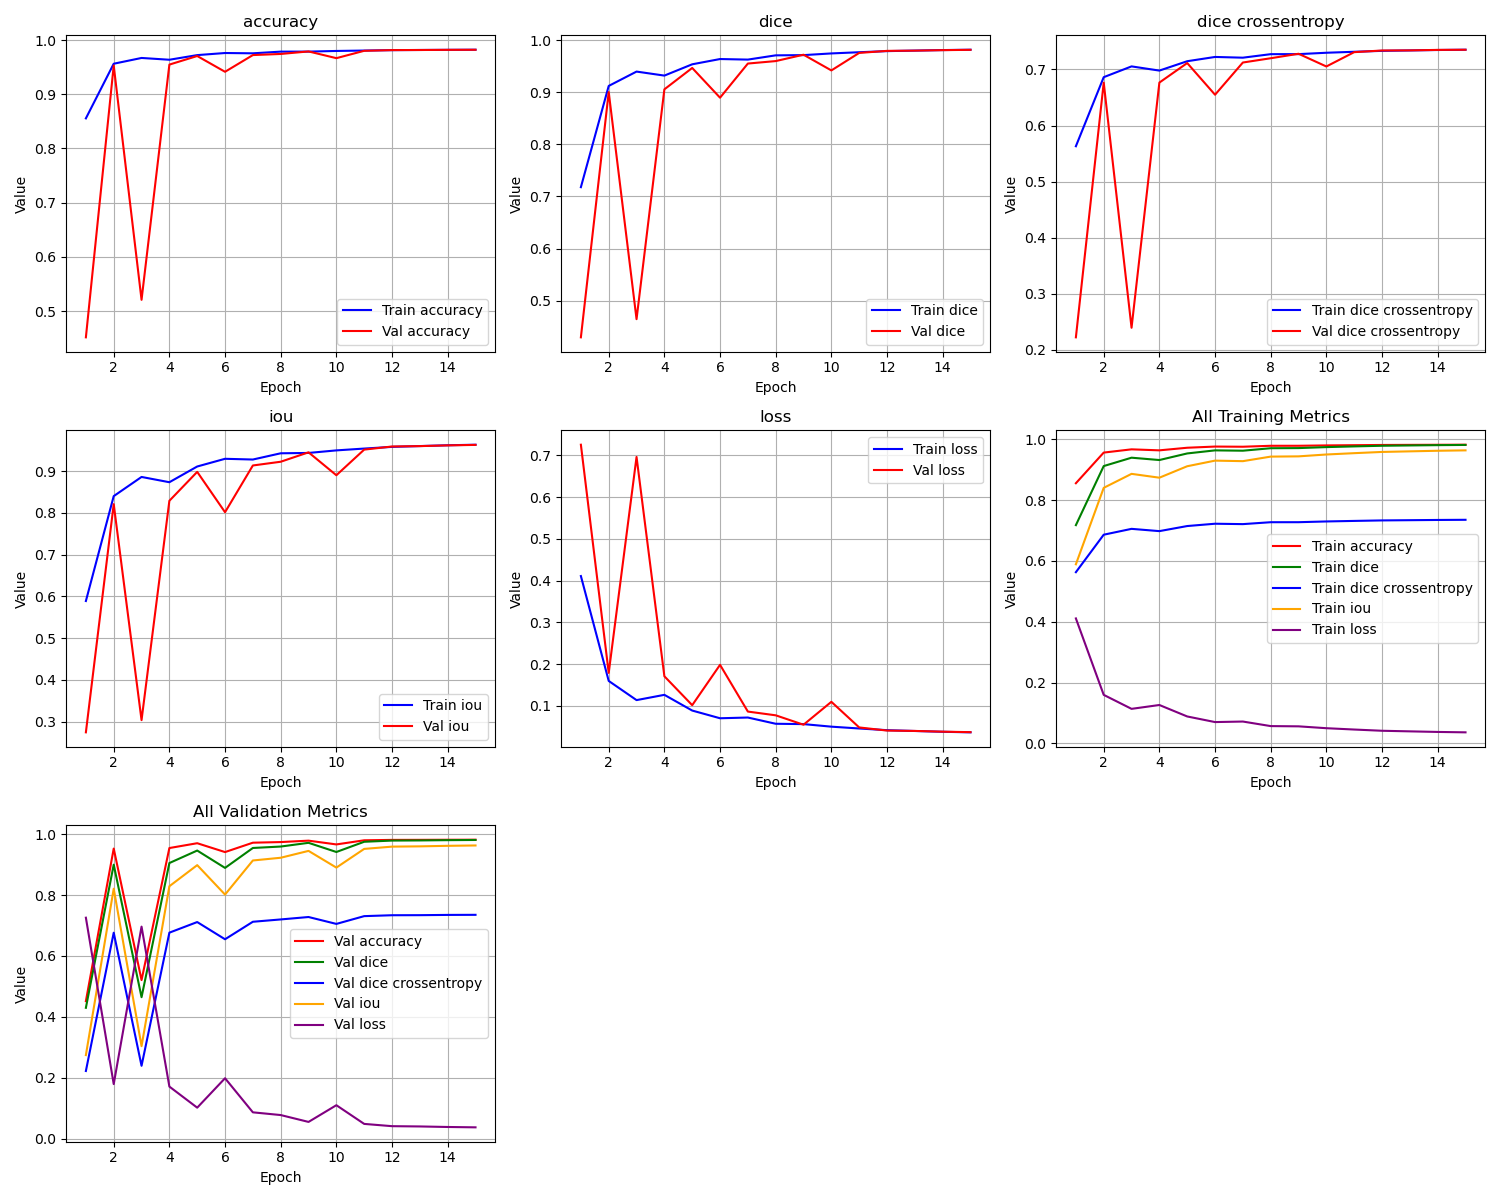 accuracy
Value
1.0
0.9
0.8
0.7
0.6
0.5
Train accuracy
Val accuracy
2 4 6 8 10 12 14
Epoch
dice
Value
1.0
0.9
0.8
0.7
0.6
0.5
Train dice
Val dice
2 4 6 8 10 12 14
Epoch
dice crossentropy
Value
0.7
0.6
0.5
0.4
0.3
0.2
Train dice crossentropy
Val dice crossentropy
2 4 6 8 10 12 14
Epoch
iou
Value
0.9
0.8
0.7
0.6
0.5
0.4
0.3
Train iou
Val iou
2 4 6 8 10 12 14
Epoch
loss
Value
0.7
0.6
0.5
0.4
0.3
0.2
0.1
Train loss
Val loss
2 4 6 8 10 12 14
Epoch
All Training Metrics
Value
1.0
0.8
0.6
0.4
0.2
0.0
Train accuracy
Train dice
Train dice crossentropy
Train iou
Train loss
2 4 6 8 10 12 14
Epoch
All Validation Metrics
Value
1.0
0.8
0.6
0.4
0.2
0.0
Val accuracy
Val dice
Val dice crossentropy
Val iou
Val loss
2 4 6 8 10 12 14
Epoch